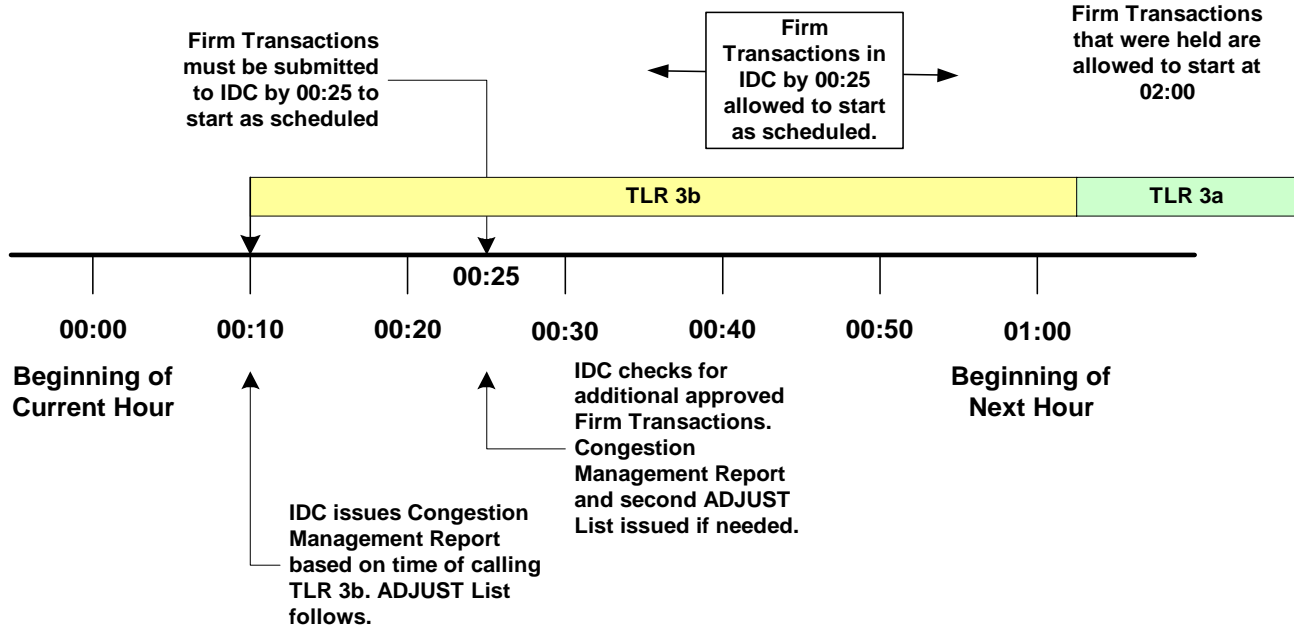 Firm Transactions
must be submitted
to IDC by 00:25 to
start as scheduled
Firm
Transactions in
IDC by 00:25
allowed to start
as scheduled.
Firm Transactions
that were held are
allowed to start at
02:00
TLR 3b
TLR 3a
00:25
00:00
00:10
00:20
00:30
00:40
00:50
01:00
Beginning of
Current Hour
IDC checks for
additional approved
Firm Transactions.
Congestion
Management Report
and second ADJUST
List issued if needed.
Beginning of
Next Hour
IDC issues Congestion
Management Report
based on time of calling
TLR 3b. ADJUST List
follows.